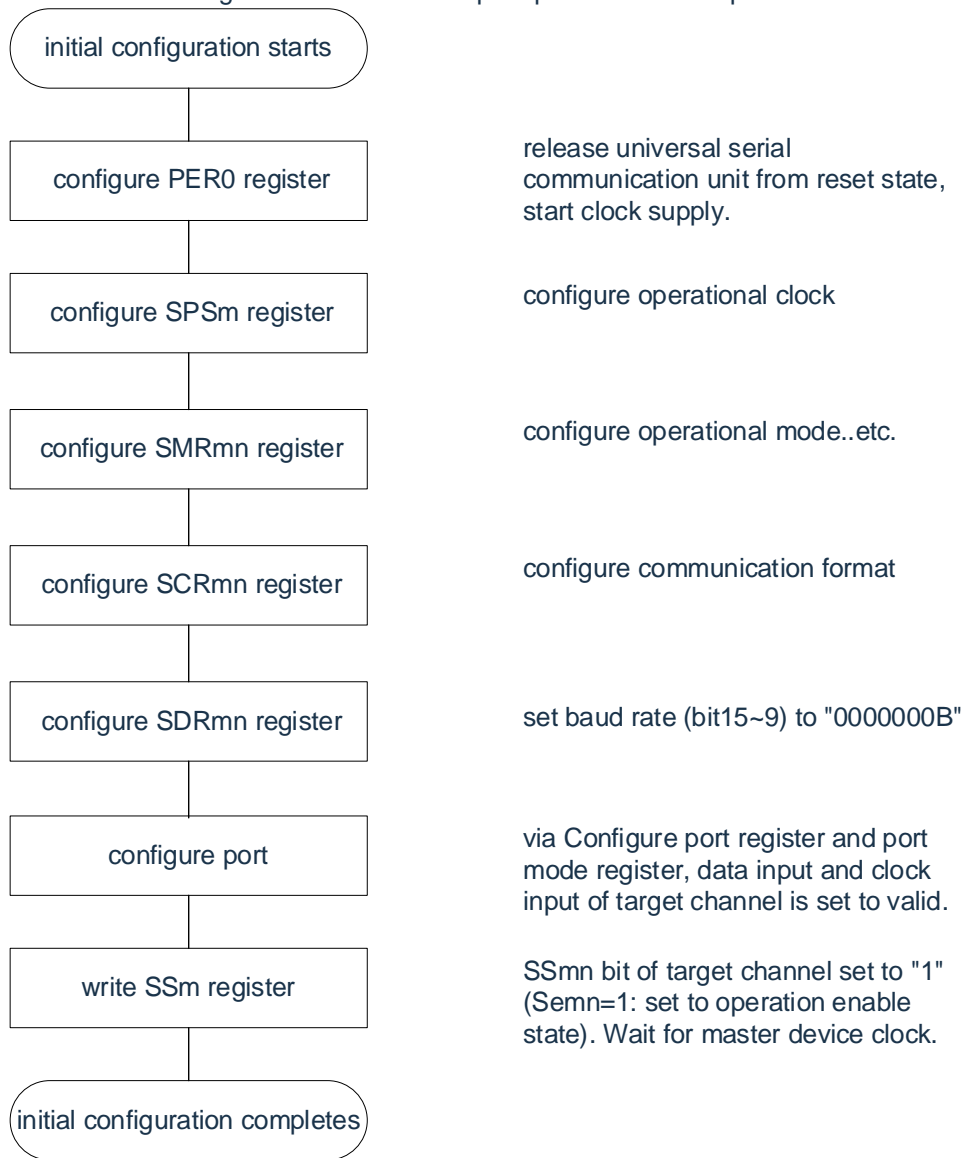 initial configuration starts
configure PER0 register
release universal serial
communication unit from reset state,
start clock supply.
configure SPSm register
configure operational clock
configure SMRmn register
configure operational mode..etc.
configure SCRmn register
configure communication format
configure SDRmn register
set baud rate (bit15~9) to "0000000B"
configure port
via Configure port register and port
mode register, data input and clock
input of target channel is set to valid.
write SSm register
SSmn bit of target channel set to "1"
(Semn=1: set to operation enable
state). Wait for master device clock.
initial configuration completes